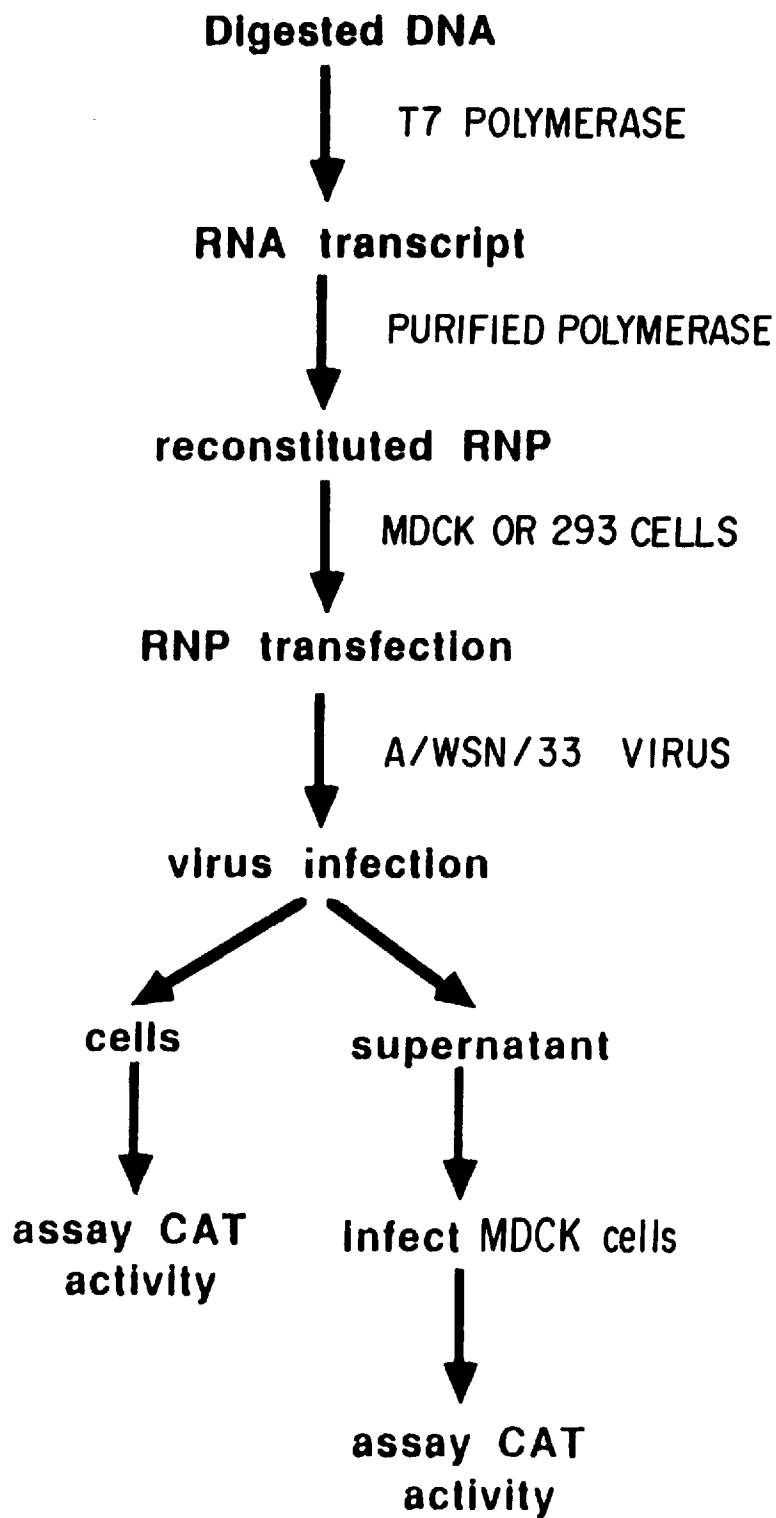 Digested DNA
T7 POLYMERASE
RNA transcript
PURIFIED POLYMERASE
reconstituted RNP
MDCK OR 293 CELLS
RNP transfection
A/WSN/33 VIRUS
virus infection
cells
supernatant
assay CAT
activity
infect MDCK cells
assay CAT
activity